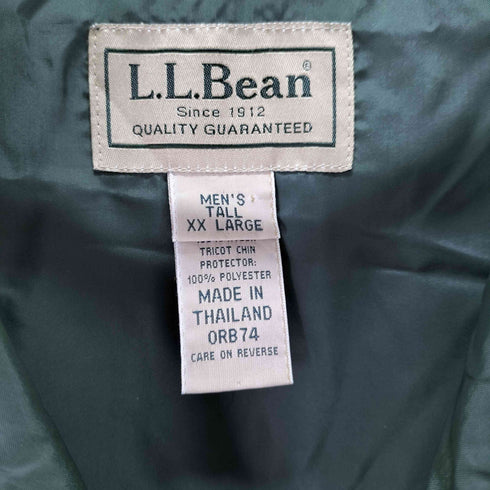 L.L.Bean®
Since 1912
QUALITY GUARANTEED
MEN'S
TALL
XX LARGE
TRICOT CHIN
PROTECTOR:
100% POLYESTER
MADE IN
THAILAND
ORB74
CARE ON REVERSE